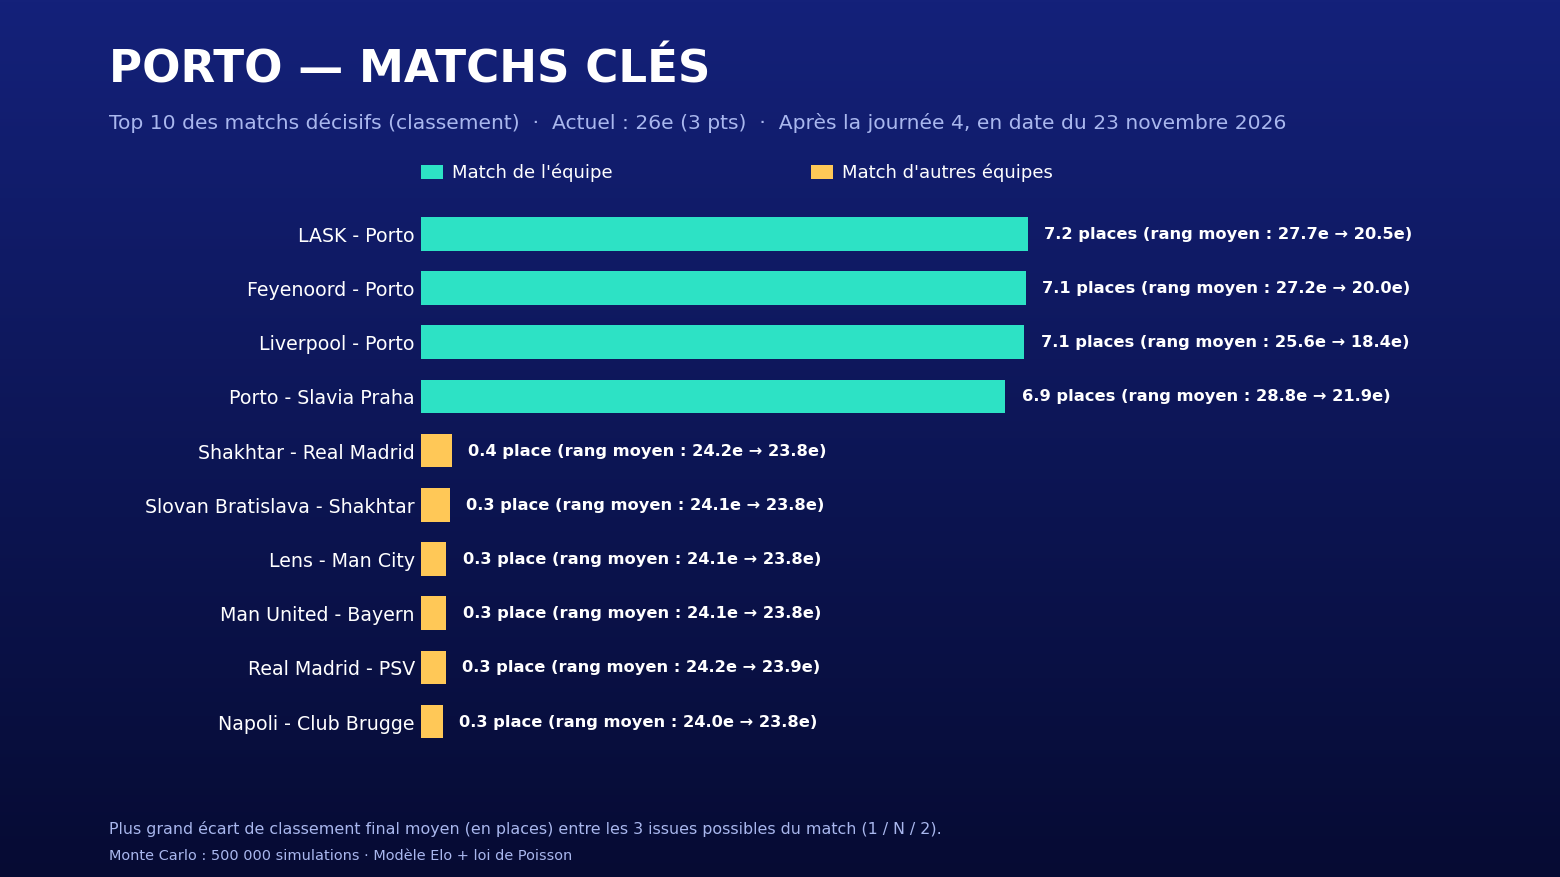 PORTO — MATCHS CLÉS
Top 10 des matchs décisifs (classement) · Actuel : 26e (3 pts) · Après la journée 4, en date du 23 novembre 2026
Match de l'équipe Match d'autres équipes
LASK - Porto 7.2 places (rang moyen : 27.7e → 20.5e)
Feyenoord - Porto 7.1 places (rang moyen : 27.2e → 20.0e)
Liverpool - Porto 7.1 places (rang moyen : 25.6e → 18.4e)
Porto - Slavia Praha 6.9 places (rang moyen : 28.8e → 21.9e)
Shakhtar - Real Madrid 0.4 place (rang moyen : 24.2e → 23.8e)
Slovan Bratislava - Shakhtar 0.3 place (rang moyen : 24.1e → 23.8e)
Lens - Man City 0.3 place (rang moyen : 24.1e → 23.8e)
Man United - Bayern 0.3 place (rang moyen : 24.1e → 23.8e)
Real Madrid - PSV 0.3 place (rang moyen : 24.2e → 23.9e)
Napoli - Club Brugge 0.3 place (rang moyen : 24.0e → 23.8e)
Plus grand écart de classement final moyen (en places) entre les 3 issues possibles du match (1 / N / 2).
Monte Carlo : 500 000 simulations · Modèle Elo + loi de Poisson